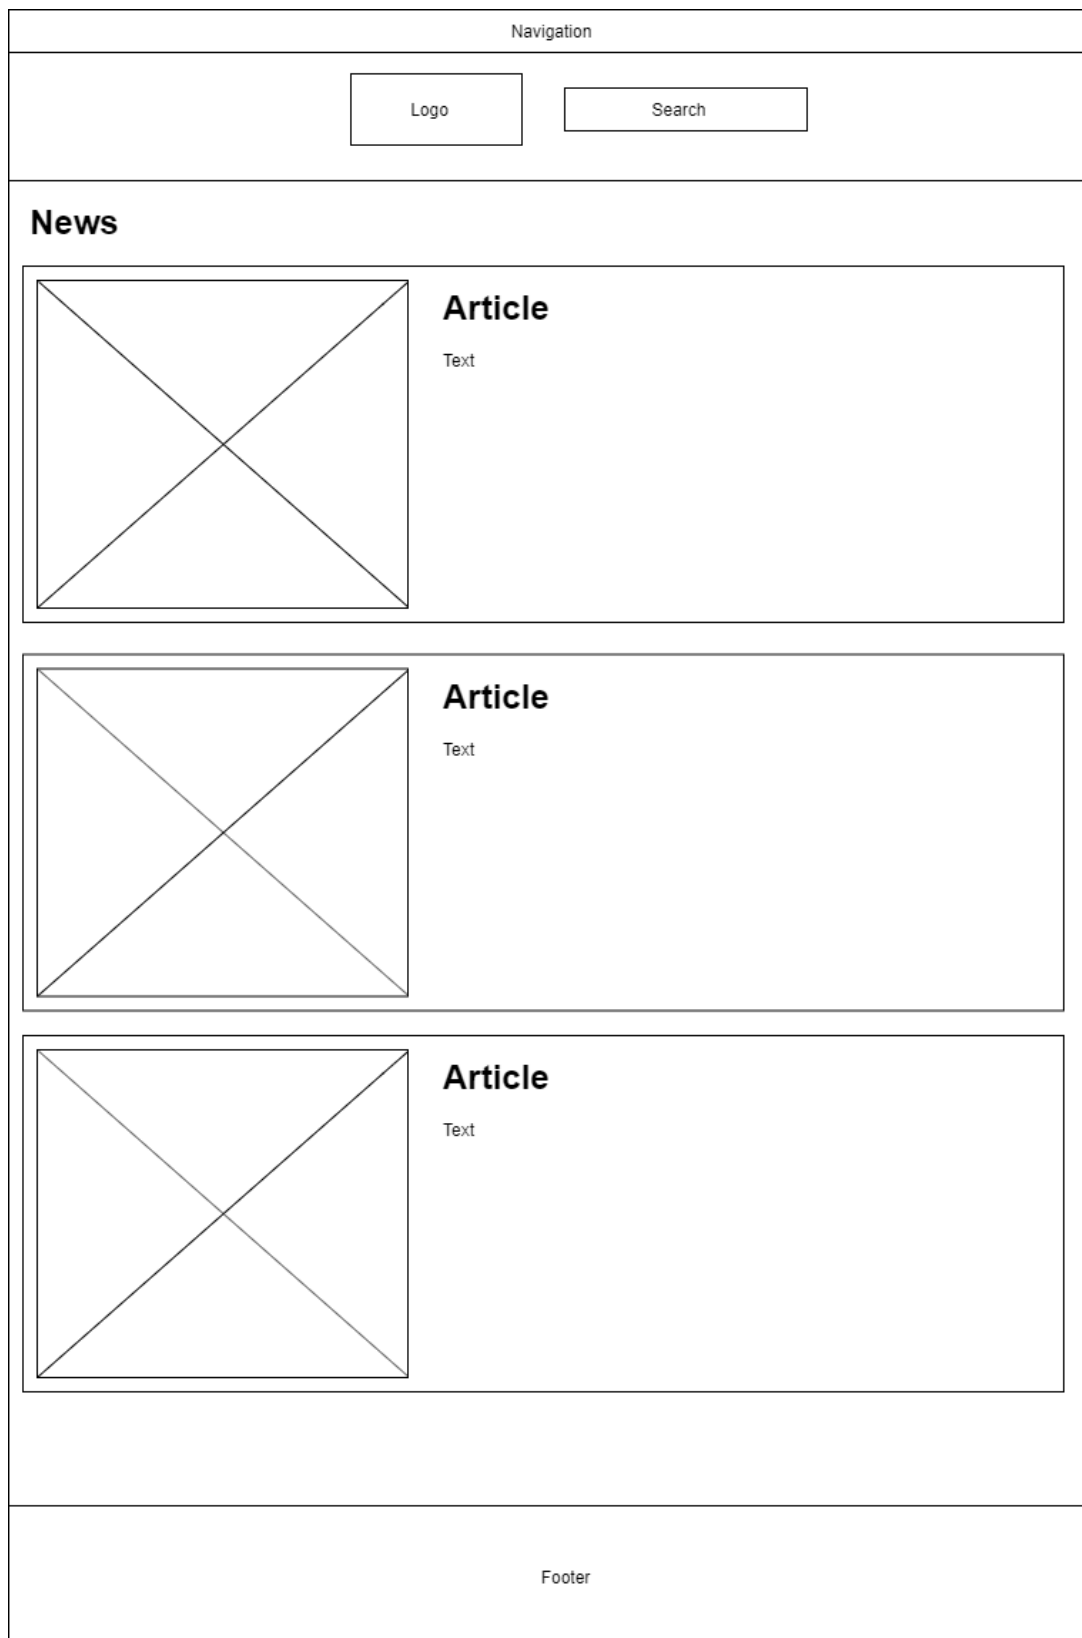 Navigation
Logo
Search
News
Article
Text
Article
Text
Article
Text
Footer